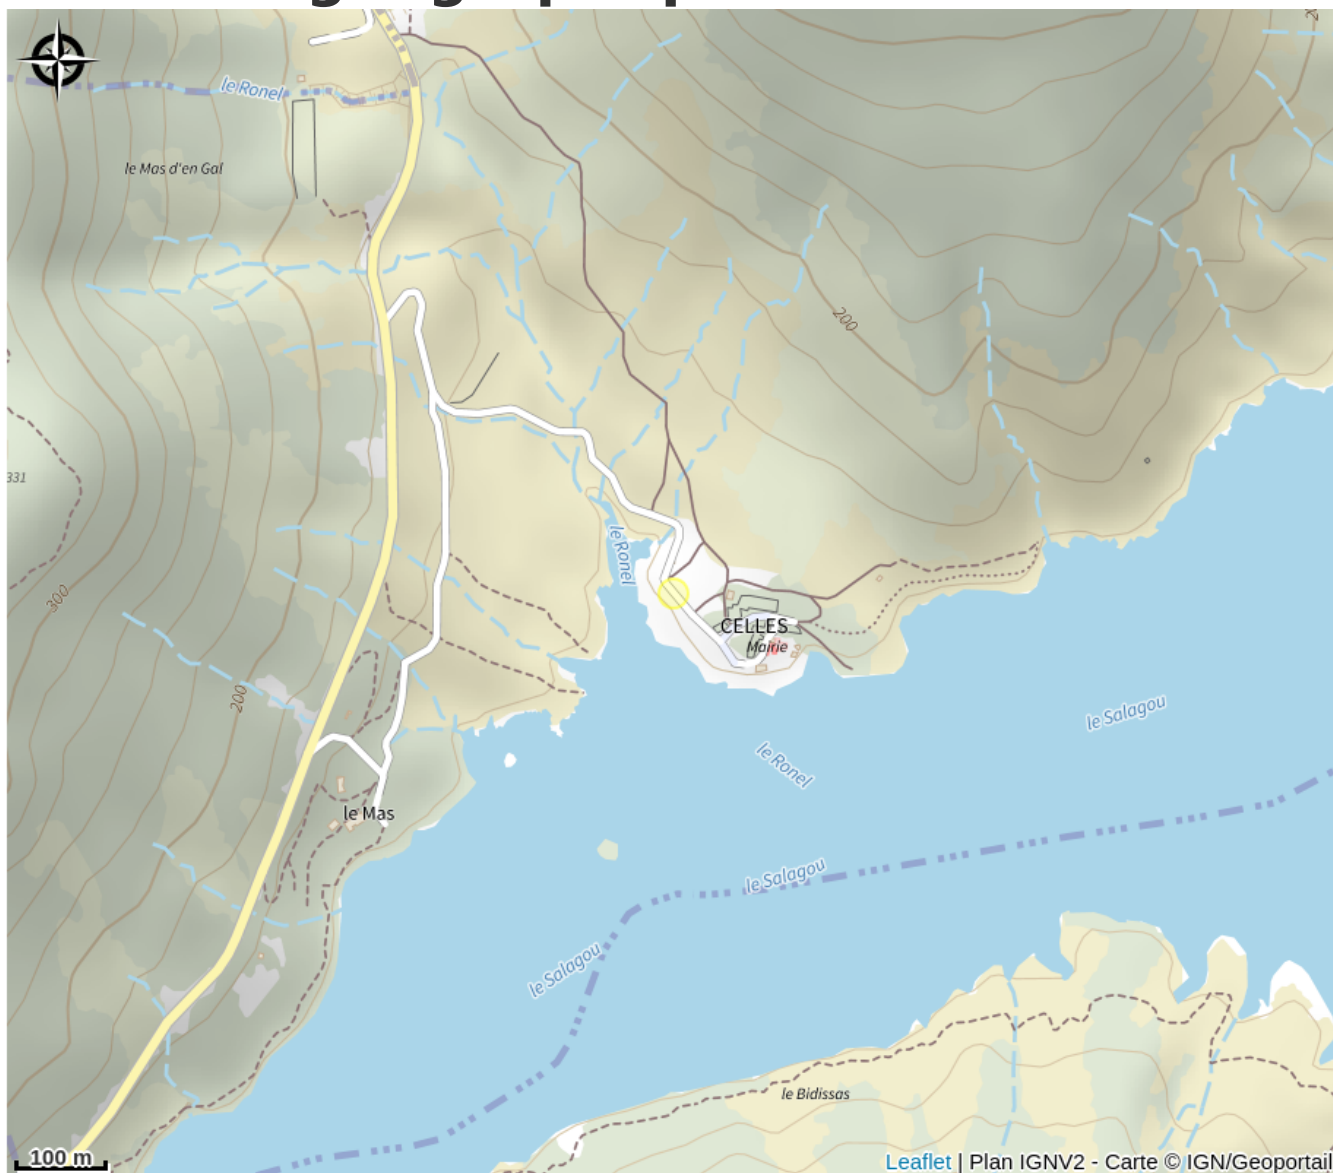 le Ronel
le Mas d'en Gal
200
331
le Ronel
300
CELLES
Mairie
200
le Salagou
le Ronel
le Mas
le Salagou
le Salagou
le Bidissas
100 m
Leaflet | Plan IGNV2 - Carte © IGN/Geoportail